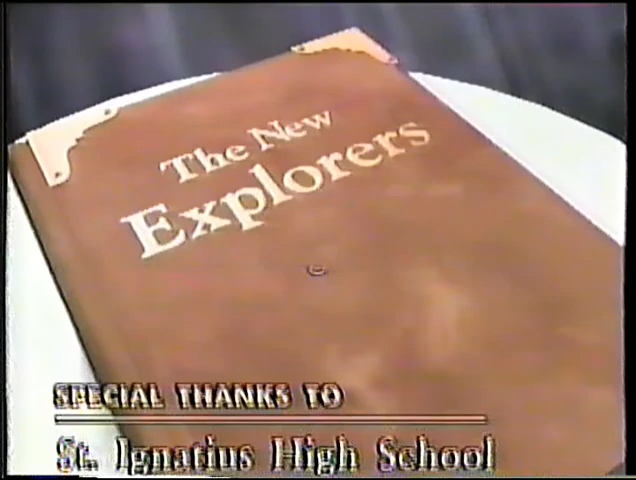 The New
Explorers
SPECIAL THANKS TO
St. Ignatius High School